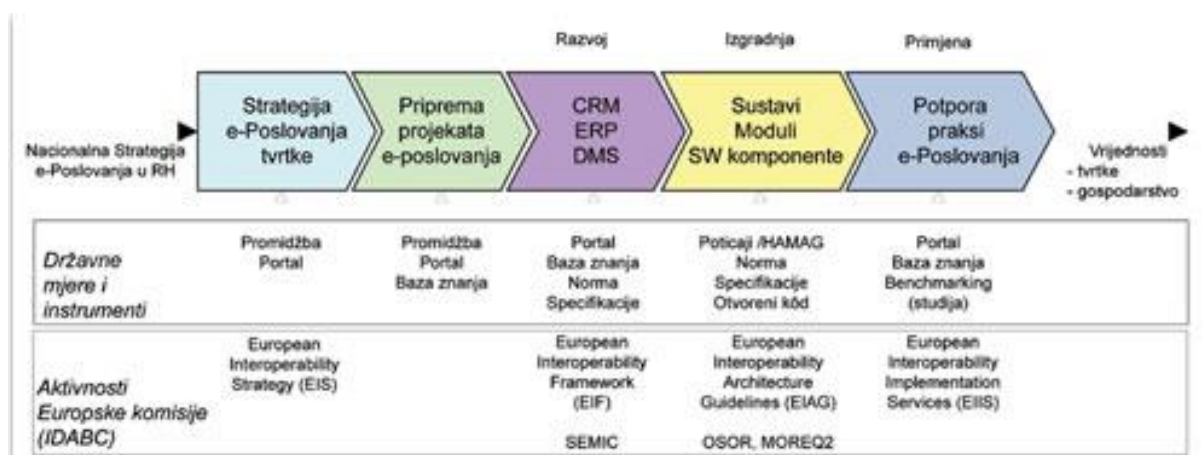 Razvoj
Izgradnja
Primjena
Nacionalna Strategija
e-Poslovanja u RH
Strategija
e-Poslovanja
tvrtke
Priprema
projekata
e-poslovanja
CRM
ERP
DMS
Sustavi
Moduli
SW komponente
Potpora
praksi
e-Poslovanja
Vrijednosti
- tvrtke
- gospodarstvo
Državne
mjere i
instrumenti
Promidžba
Portal
Promidžba
Portal
Baza znanja
Portal
Baza znanja
Norma
Specifikacije
Poticaji /HAMAG
Norma
Specifikacije
Otvoreni kôd
Portal
Baza znanja
Benchmarking
(studija)
Aktivnosti
Europske komisije
(IDABC)
European
Interoperability
Strategy (EIS)
European
Interoperability
Framework
(EIF)
SEMIC
European
Interoperability
Architecture
Guidelines (EIAG)
OSOR, MOREQ2
European
Interoperability
Implementation
Services (EIIS)